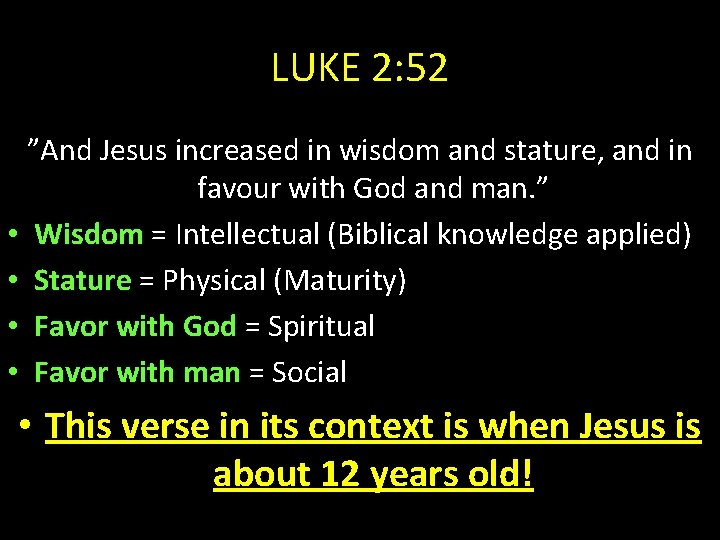 LUKE 2:52
”And Jesus increased in wisdom and stature, and in
favour with God and man.”
• Wisdom = Intellectual (Biblical knowledge applied)
• Stature = Physical (Maturity)
• Favor with God = Spiritual
• Favor with man = Social
• This verse in its context is when Jesus is
about 12 years old!